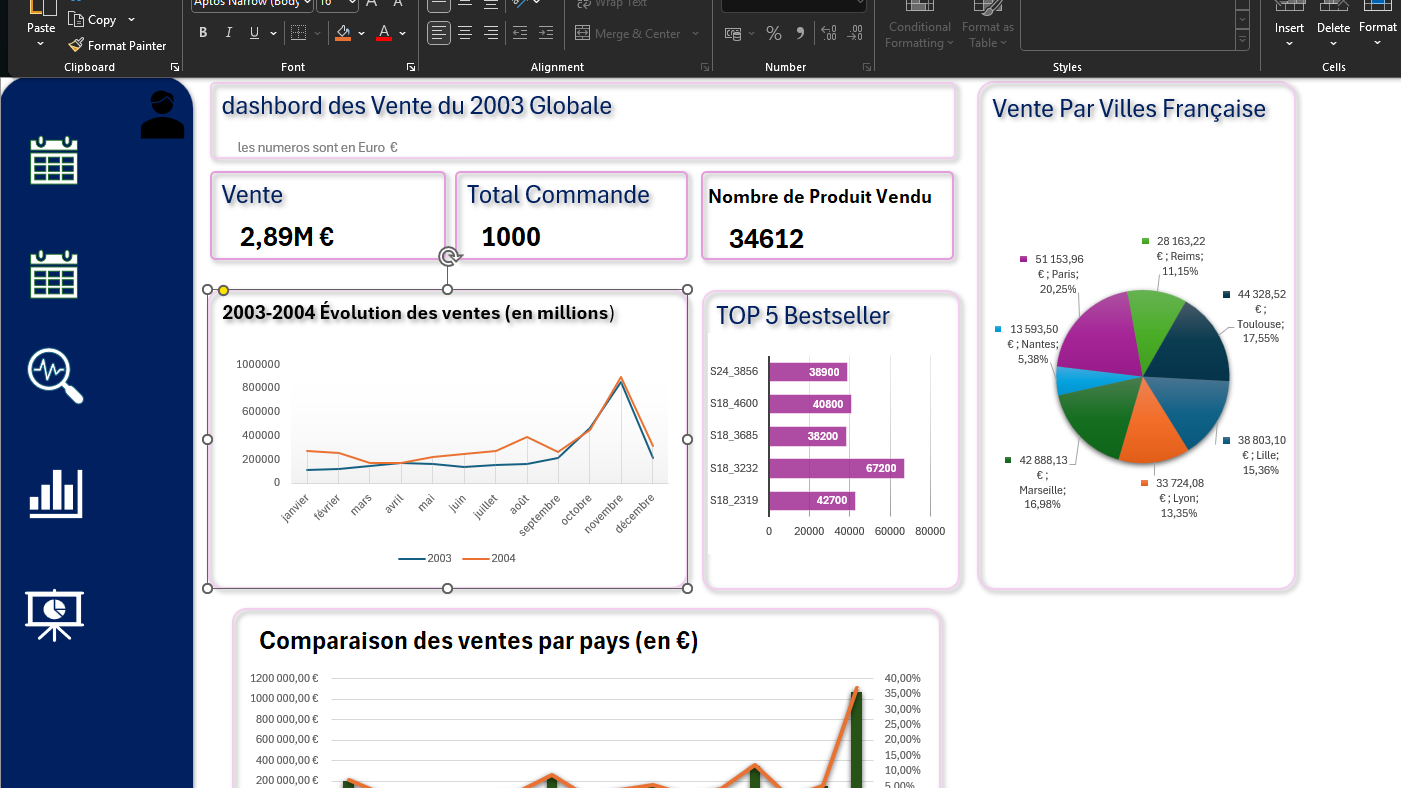 Aptos Narrow (Body
16
A
A
Wrap Text
Paste
Copy
Format Painter
B I U
A
Merge & Center
%
Conditional
Formatting
Format as
Table
Insert
Delete
Format
Clipboard
Font
Alignment
Number
Styles
Cells
dashbord des Vente du 2003 Globale
les numeros sont en Euro €
Vente
2,89M €
Total Commande
1000
Nombre de Produit Vendu
34612
2003-2004 Évolution des ventes (en millions)
1000000
800000
600000
400000
200000
0
janvier
février
mars
avril
mai
juin
juillet
août
septembre
octobre
novembre
décembre
2003
2004
TOP 5 Bestseller
S24_3856
38900
S18_4600
40800
S18_3685
38200
S18_3232
67200
S18_2319
42700
0 20000 40000 60000 80000
Vente Par Villes Française
28 163,22
€ ; Reims;
11,15%
51 153,96
€ ; Paris;
20,25%
44 328,52
€ ;
Toulouse;
17,55%
13 593,50
€ ; Nantes;
5,38%
38 803,10
€ ; Lille;
15,36%
42 888,13
€ ;
Marseille;
16,98%
33 724,08
€ ; Lyon;
13,35%
Comparaison des ventes par pays (en €)
1200 000,00 €
1000 000,00 €
800 000,00 €
600 000,00 €
400 000,00 €
200 000,00 €
40,00%
35,00%
30,00%
25,00%
20,00%
15,00%
10,00%
5,00%